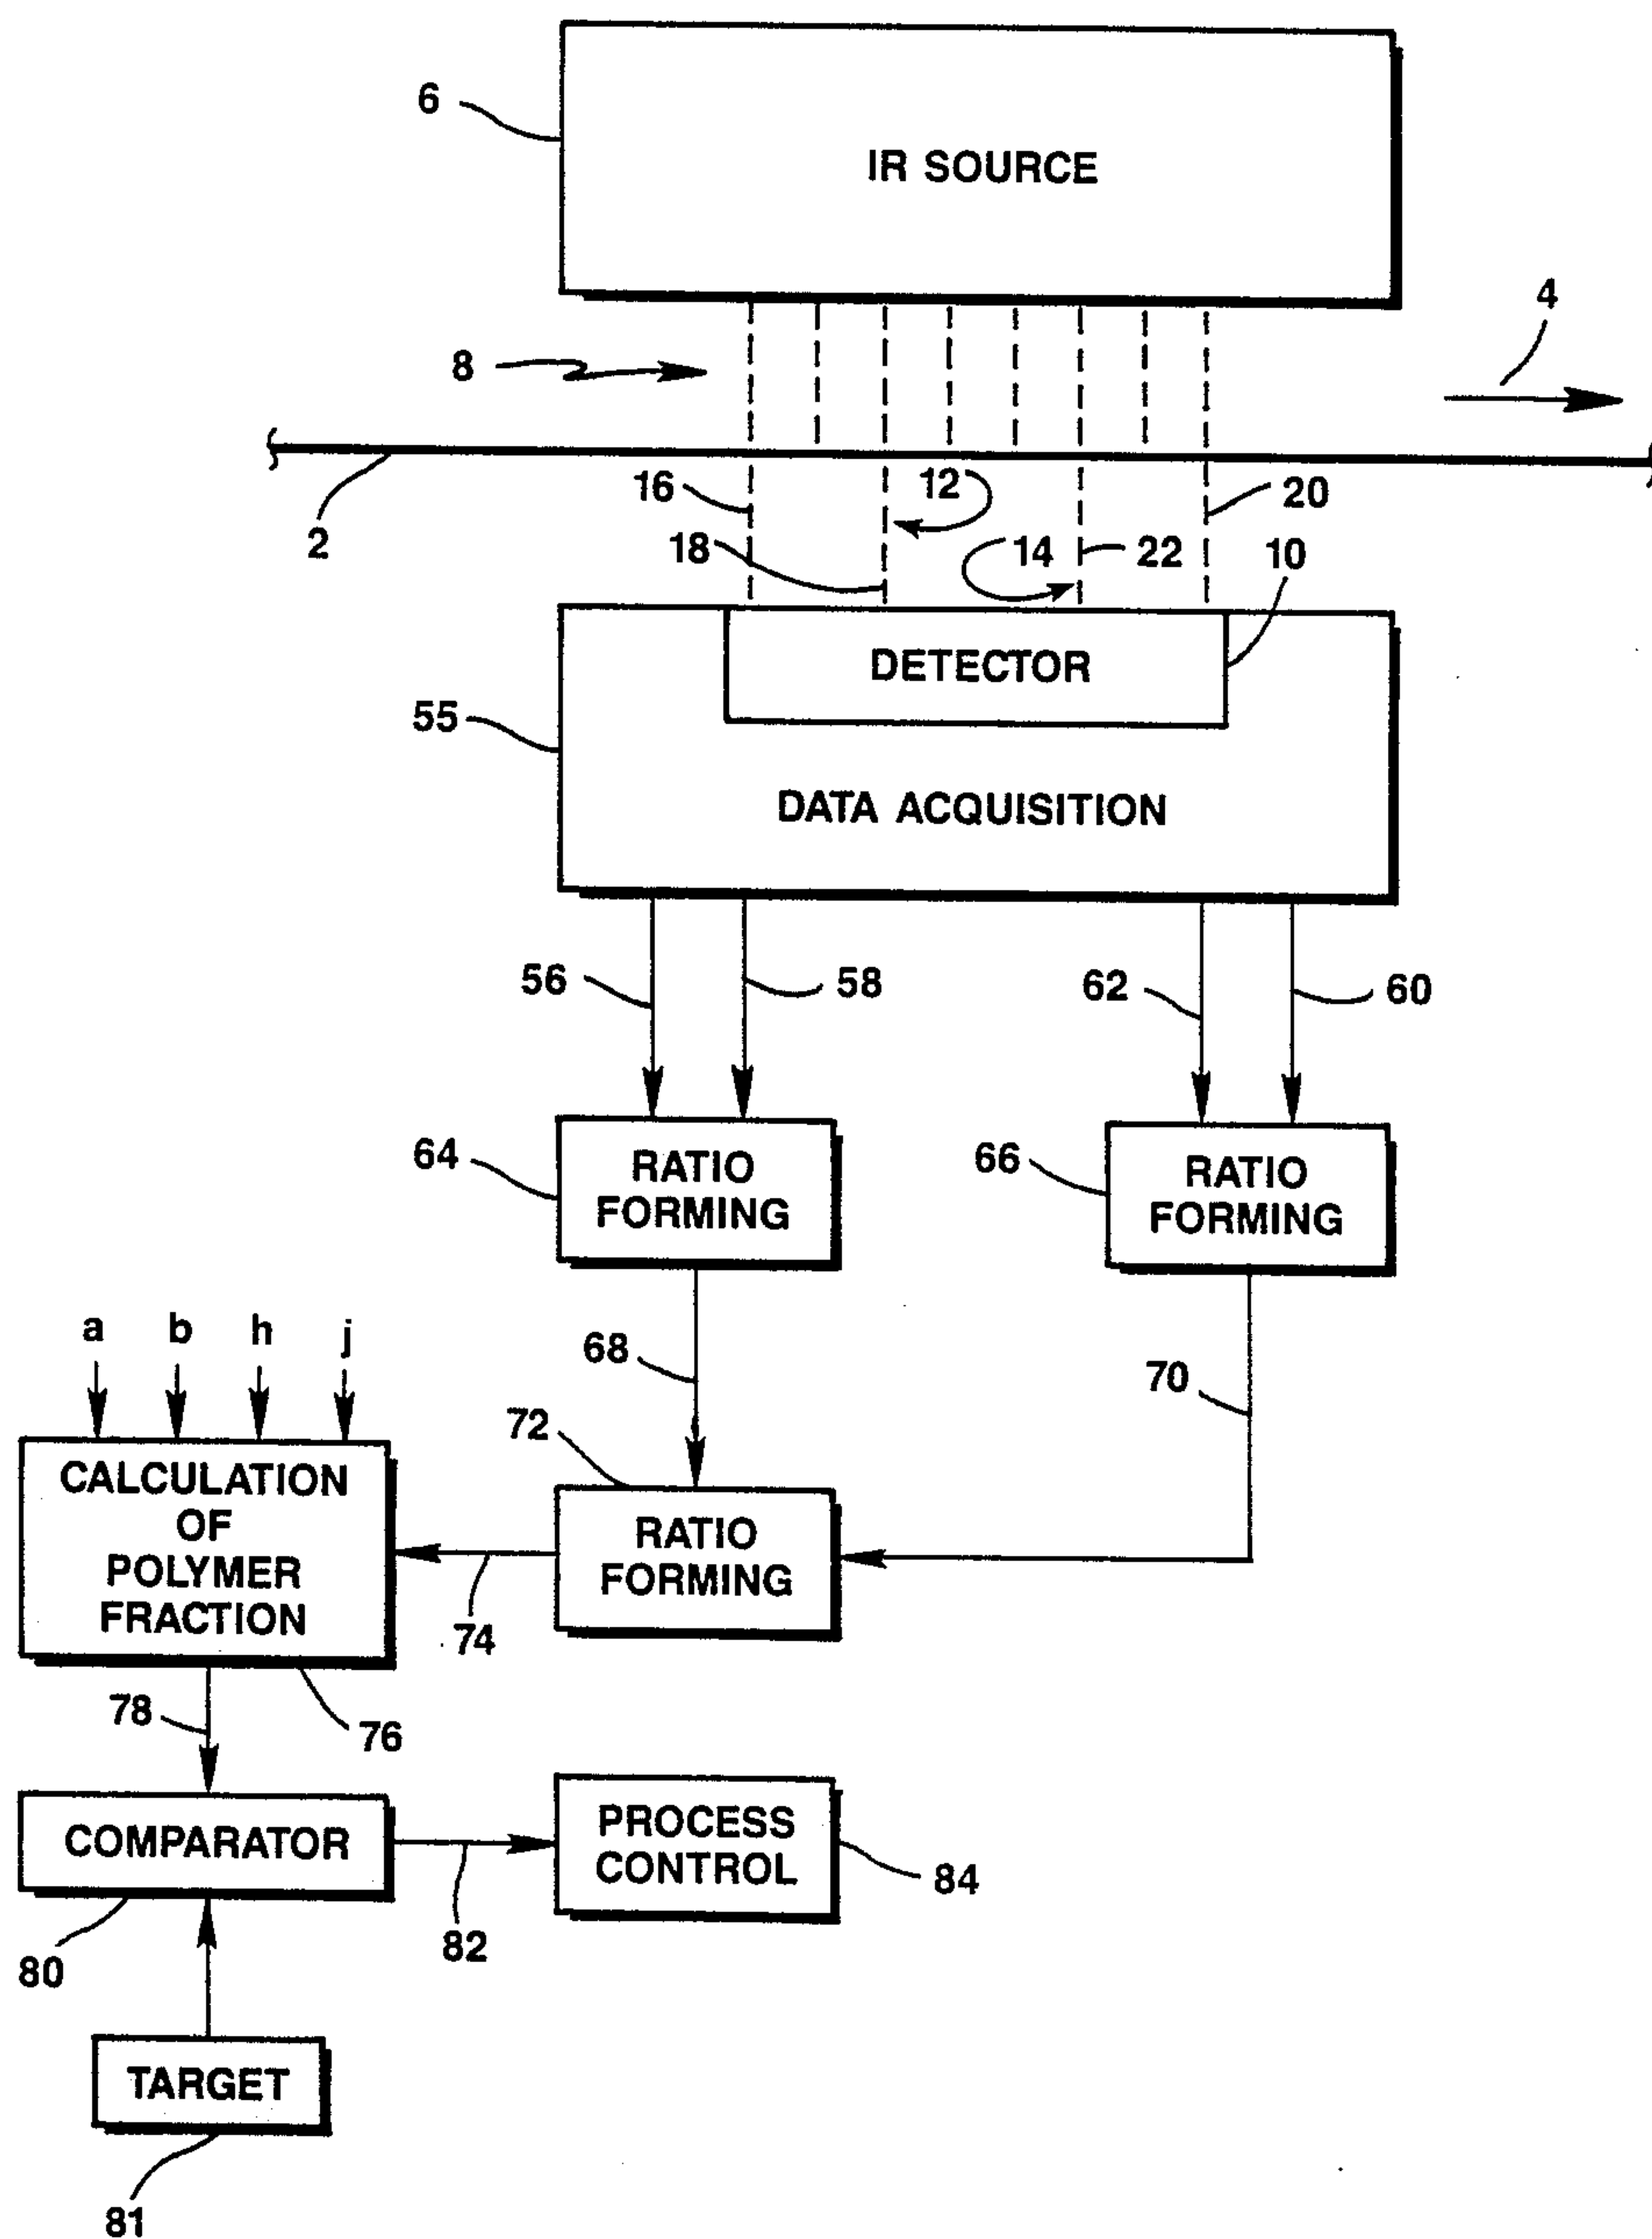 6
IR SOURCE
4
8
2
16
12
20
18
14
22
10
DETECTOR
55
DATA ACQUISITION
56
58
62
60
64
RATIO
FORMING
66
RATIO
FORMING
a
b
h
j
68
70
72
CALCULATION
OF
POLYMER
FRACTION
RATIO
FORMING
74
78
76
COMPARATOR
PROCESS
CONTROL
84
82
80
TARGET
81